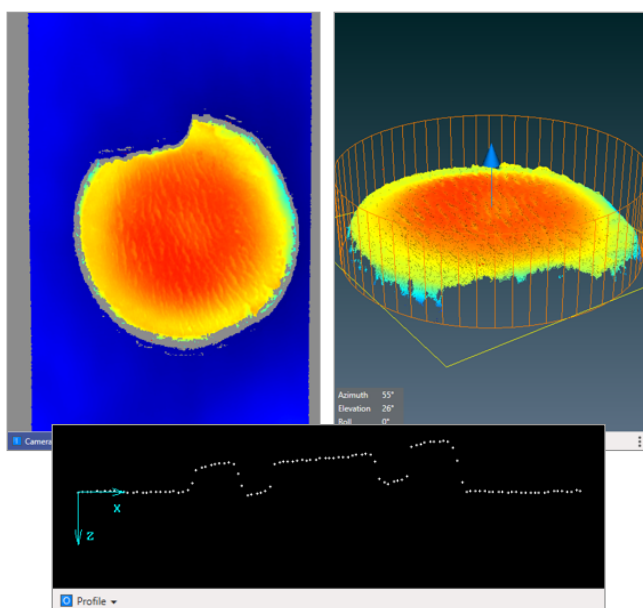 Azimuth 55°
Elevation 26°
Roll 0°
Camera
X
Z
Profile